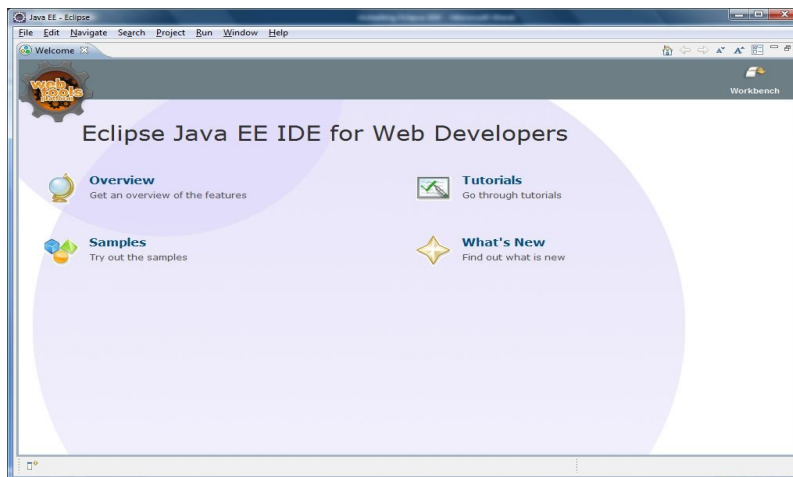 Java EE - Eclipse
File Edit Navigate Search Project Run Window Help
Welcome
web tools platform
Workbench
Eclipse Java EE IDE for Web Developers
Overview
Get an overview of the features
Tutorials
Go through tutorials
Samples
Try out the samples
What's New
Find out what is new